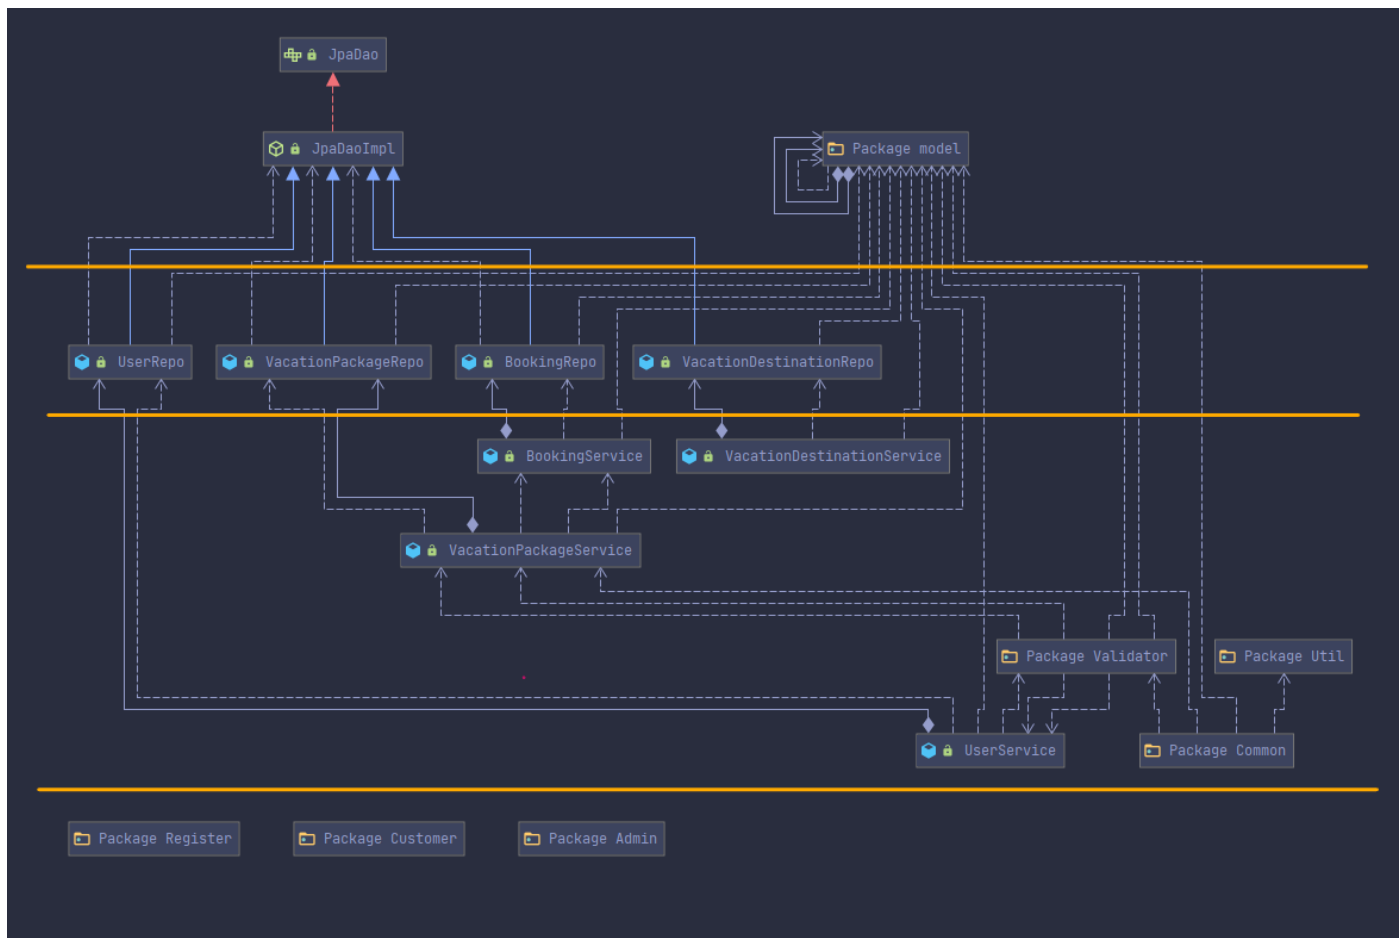 JpaDao
JpaDaoImpl
Package model
UserRepo
VacationPackageRepo
BookingRepo
VacationDestinationRepo
BookingService
VacationDestinationService
VacationPackageService
Package Validator
Package Util
UserService
Package Common
Package Register
Package Customer
Package Admin